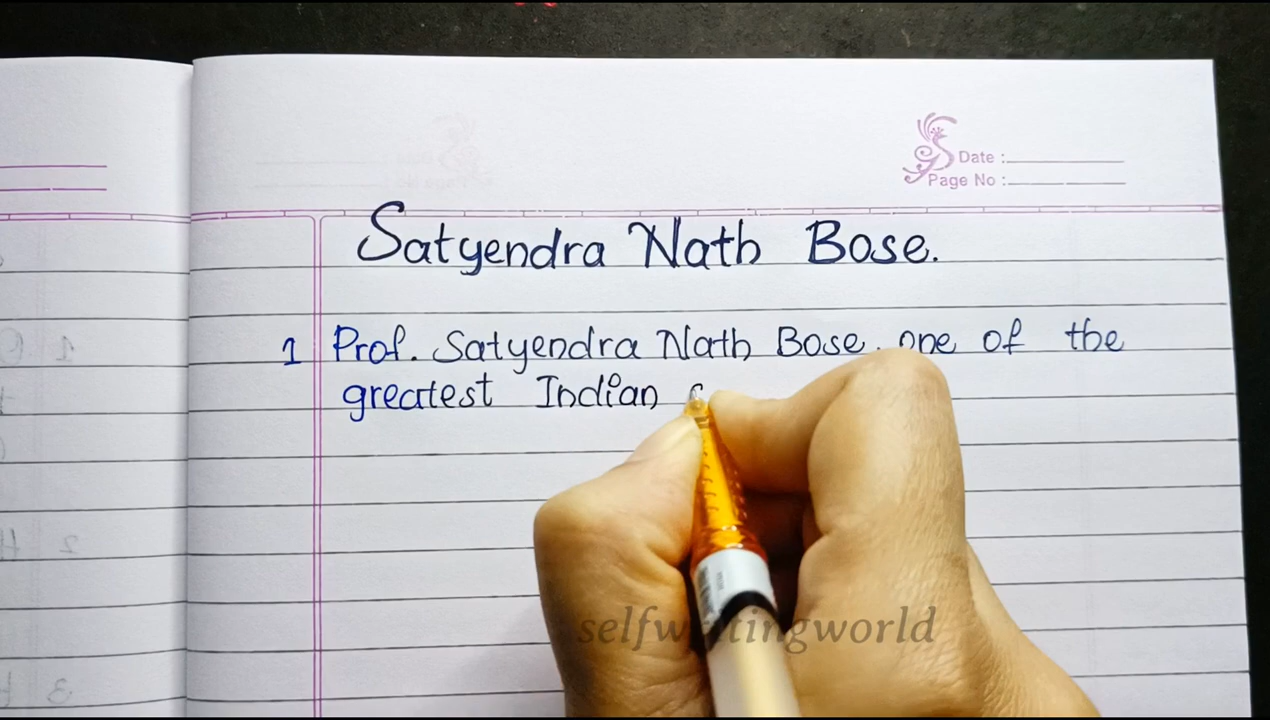 Date :
Page No :
Satyendra Nath Bose.
1 Prof. Satyendra Nath Bose, one of the
greatest Indian
selfwritingworld